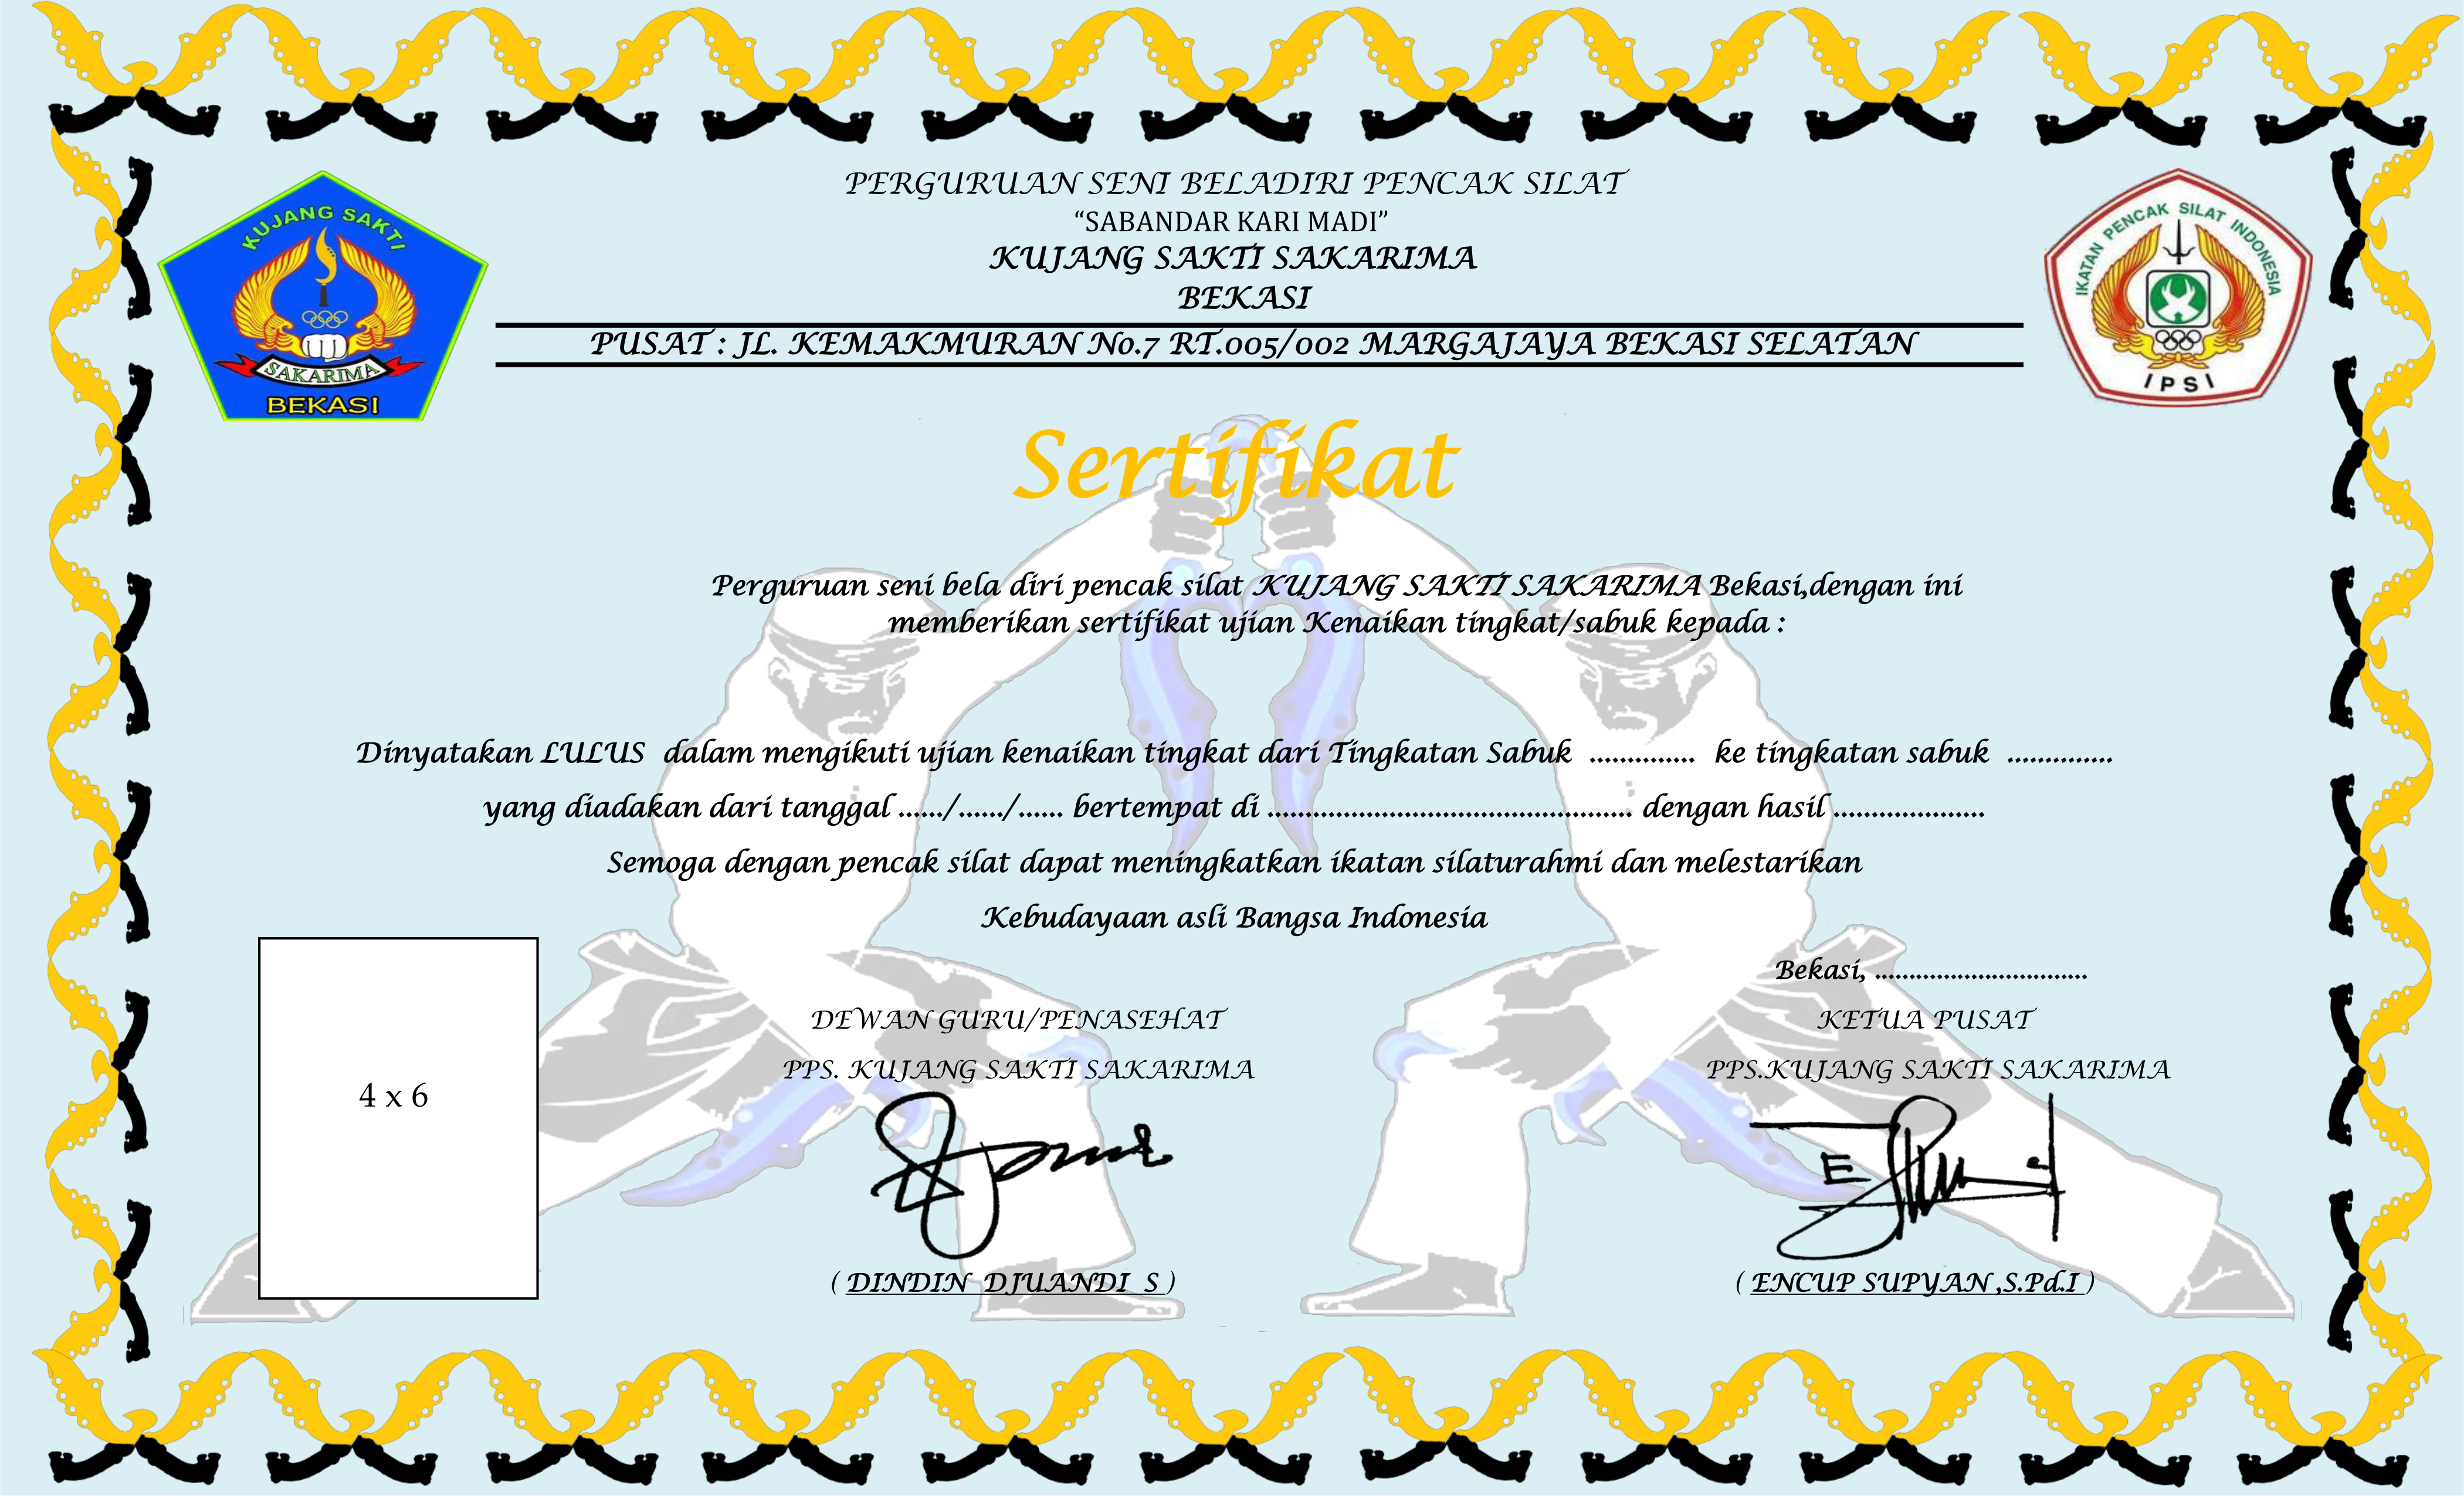 PERGURUAN SENI BELADIRI PENCAK SILAT
“SABANDAR KARI MADI”
KUJANG SAKTI SAKARIMA
BEKASI
PUSAT : JL. KEMAKMURAN No.7 RT.005/002 MARGAJAYA BEKASI SELATAN
KUJANG SAKTI
SAKARIMA
BEKASI
IKATAN PENCAK SILAT INDONESIA
IPSI
Sertifikat
Perguruan seni bela diri pencak silat KUJANG SAKTI SAKARIMA Bekasi,dengan ini
memberikan sertifikat ujian Kenaikan tingkat/sabuk kepada :
Dinyatakan LULUS dalam mengikuti ujian kenaikan tingkat dari Tingkatan Sabuk .............. ke tingkatan sabuk ..............
yang diadakan dari tanggal ....../....../...... bertempat di ................................................ dengan hasil ....................
Semoga dengan pencak silat dapat meningkatkan ikatan silaturahmi dan melestarikan
Kebudayaan asli Bangsa Indonesia
Bekasi, ...............................
4 x 6
DEWAN GURU/PENASEHAT
PPS. KUJANG SAKTI SAKARIMA
( DINDIN DJUANDI S )
KETUA PUSAT
PPS.KUJANG SAKTI SAKARIMA
( ENCUP SUPYAN ,S.Pd.I )